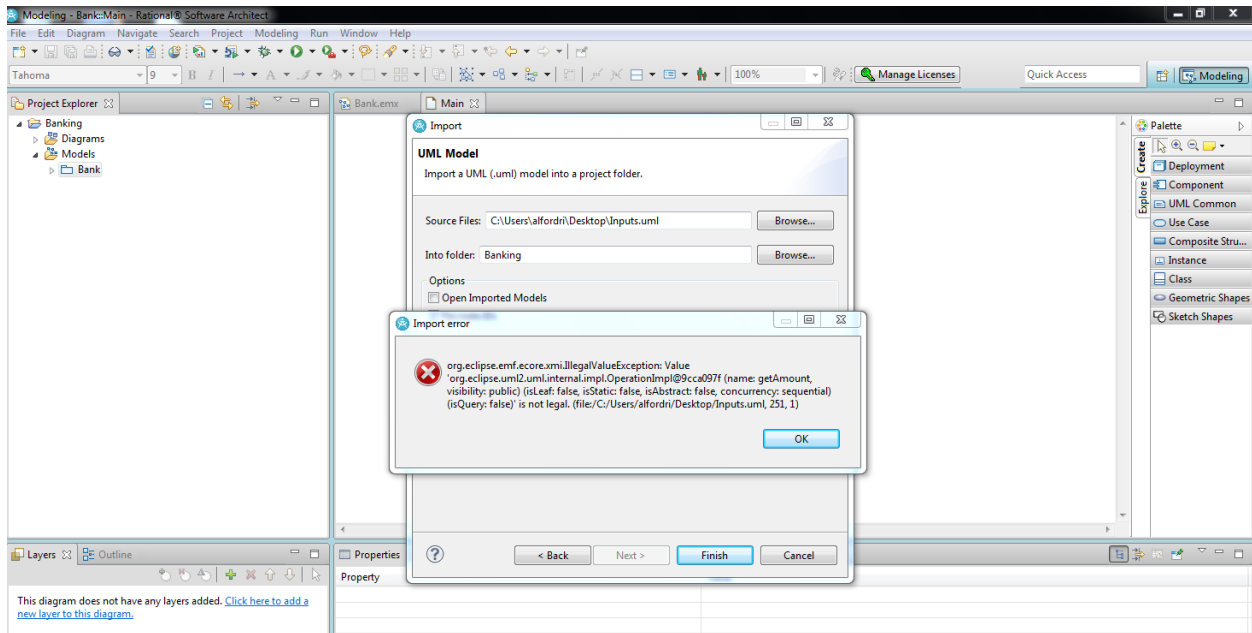 Modeling - Bank::Main - Rational® Software Architect
File Edit Diagram Navigate Search Project Modeling Run Window Help
Tahoma 9 B I A 100% Manage Licenses Quick Access Modeling
Project Explorer Bank.emx Main
Banking
Diagrams
Models
Bank
Import
UML Model
Import a UML (.uml) model into a project folder.
Source Files: C:\Users\alfordri\Desktop\Inputs.uml Browse...
Into folder: Banking Browse...
Options
Open Imported Models
Import error
org.eclipse.emf.ecore.xmi.IllegalValueException: Value
'org.eclipse.uml2.uml.internal.impl.OperationImpl@9cca097f (name: getAmount,
visibility: public) (isLeaf: false, isStatic: false, isAbstract: false, concurrency: sequential)
(isQuery: false)' is not legal. (file:/C:/Users/alfordri/Desktop/Inputs.uml, 251, 1)
OK
< Back Next > Finish Cancel
Palette
Create
Explore
Deployment
Component
UML Common
Use Case
Composite Stru...
Instance
Class
Geometric Shapes
Sketch Shapes
Layers Outline
This diagram does not have any layers added. Click here to add a
new layer to this diagram.
Properties
Property